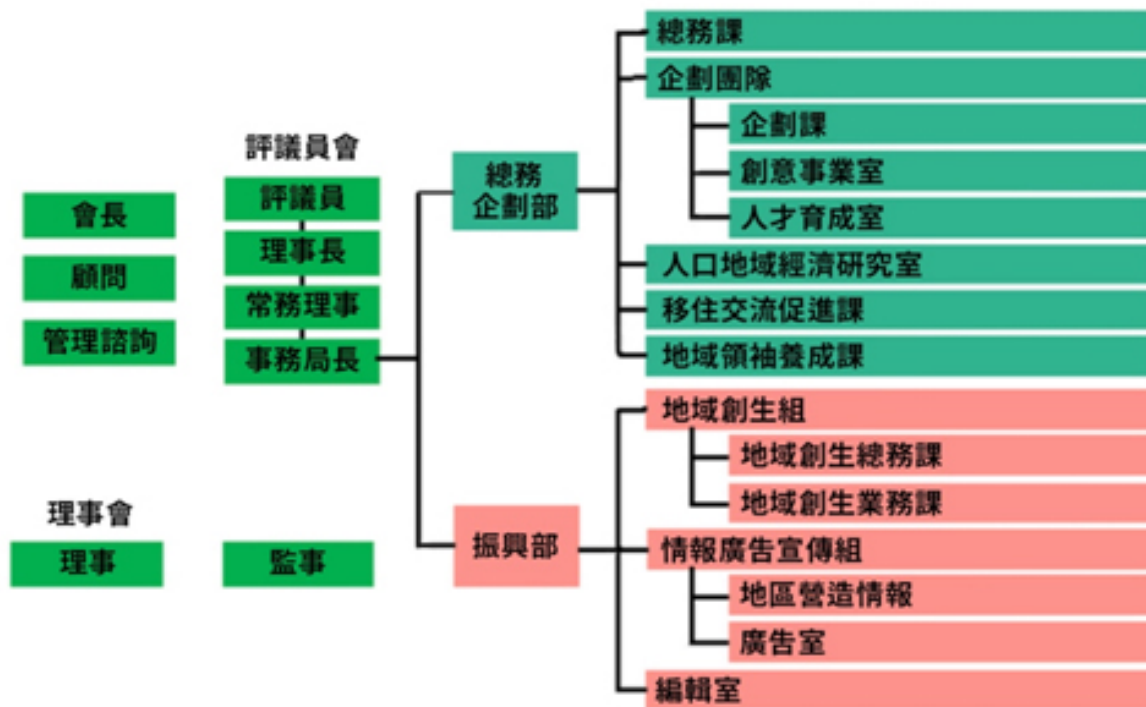 會長
顧問
管理諮詢
評議員會
評議員
理事長
常務理事
事務局長
理事會
理事
監事
總務
企劃部
總務課
企劃團隊
企劃課
創意事業室
人才育成室
人口地域經濟研究室
移住交流促進課
地域領袖養成課
振興部
地域創生組
地域創生總務課
地域創生業務課
情報廣告宣傳組
地區營造情報
廣告室
編輯室